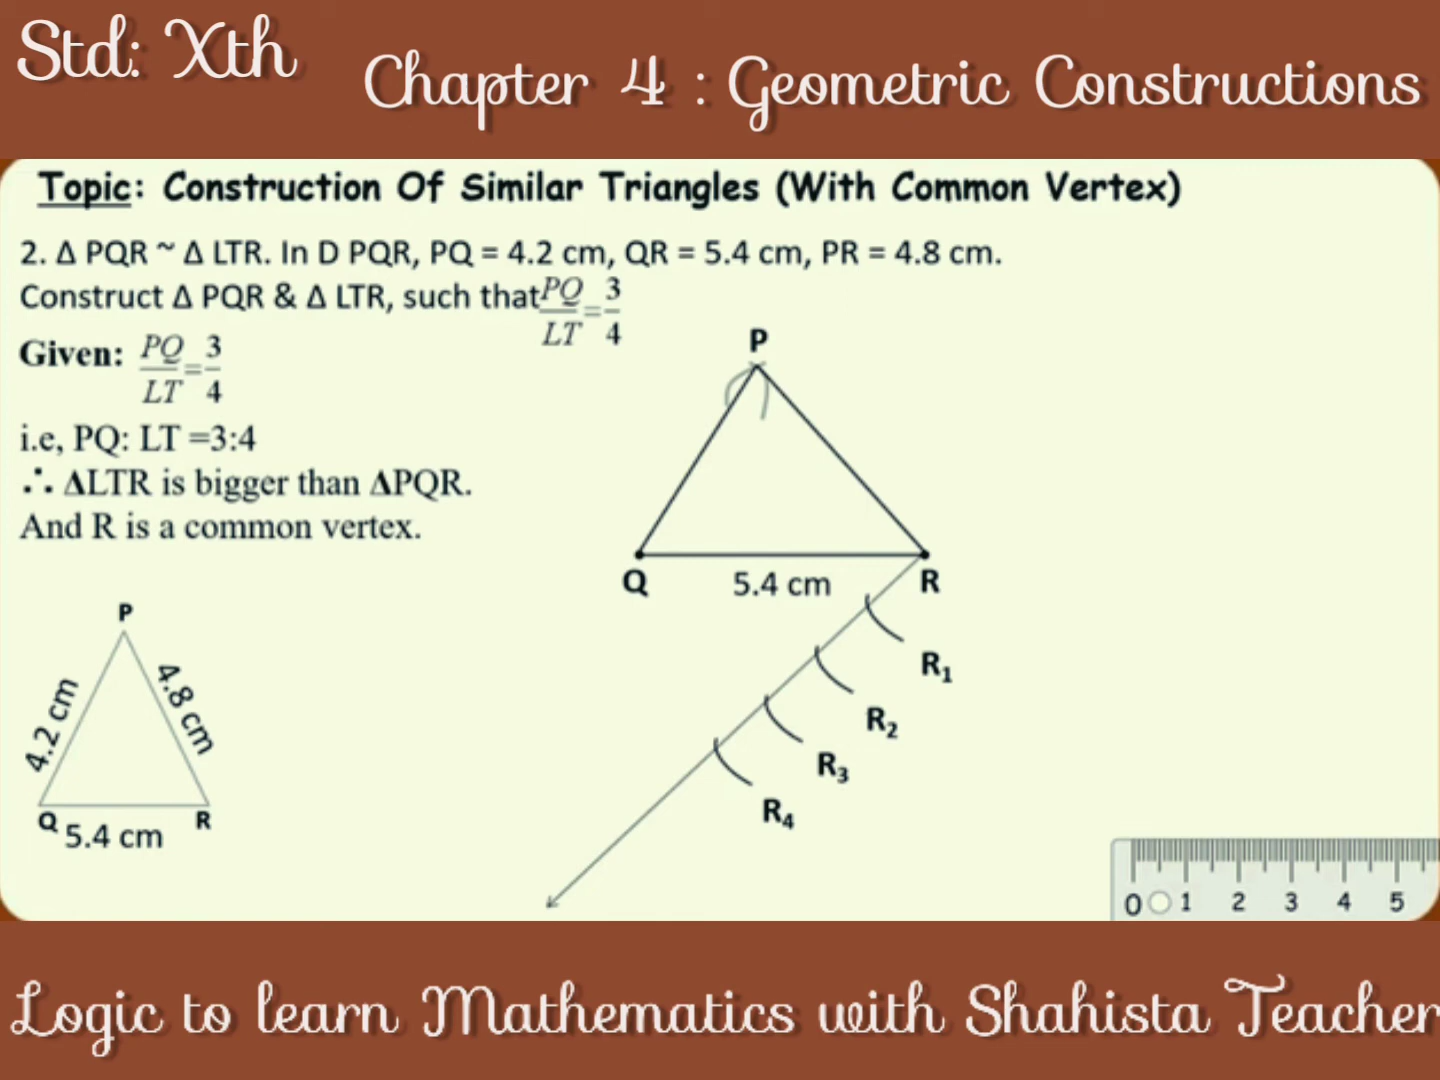 Std: Xth
Chapter 4 : Geometric Constructions
Topic: Construction Of Similar Triangles (With Common Vertex)
2. Δ PQR ~ Δ LTR. In D PQR, PQ = 4.2 cm, QR = 5.4 cm, PR = 4.8 cm.
Construct Δ PQR & Δ LTR, such that PQ/LT = 3/4
Given: PQ/LT = 3/4
i.e, PQ: LT =3:4
∴ ΔLTR is bigger than ΔPQR.
And R is a common vertex.
P
4.2 cm
4.8 cm
Q
5.4 cm
R
P
Q
5.4 cm
R
R₁
R₂
R₃
R₄
0 1 2 3 4 5
Logic to learn Mathematics with Shahista Teacher